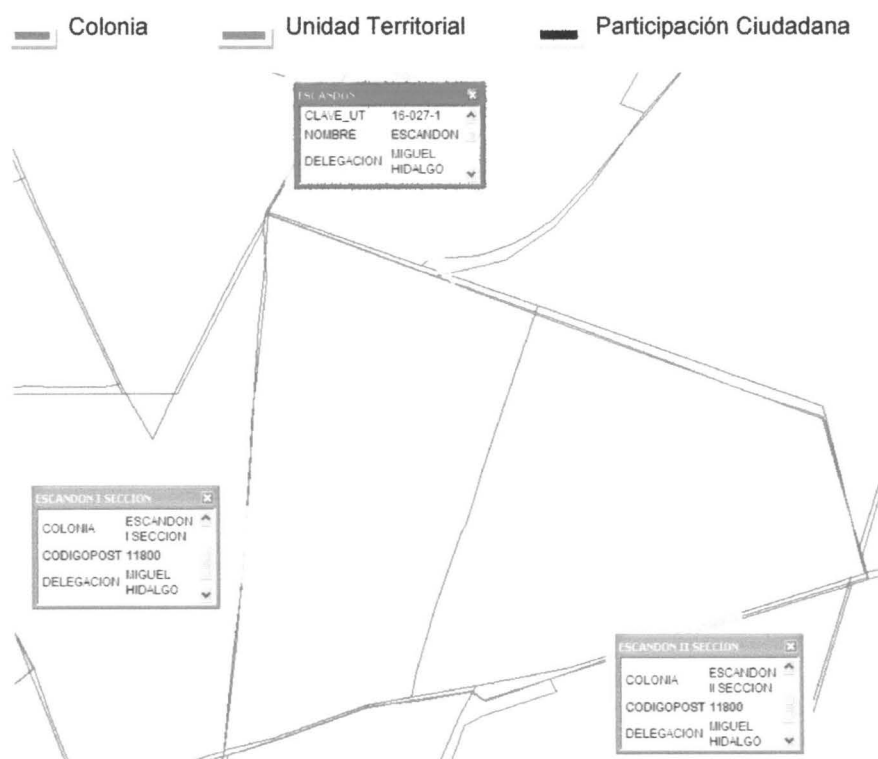 Colonia Unidad Territorial Participación Ciudadana
ESCANDON
CLAVE_UT 16-027-1
NOMBRE ESCANDON
DELEGACION MIGUEL
HIDALGO
ESCANDON I SECCION
COLONIA ESCANDON
I SECCION
CODIGOPOST 11800
DELEGACION MIGUEL
HIDALGO
ESCANDON II SECCION
COLONIA ESCANDON
II SECCION
CODIGOPOST 11800
DELEGACION MIGUEL
HIDALGO